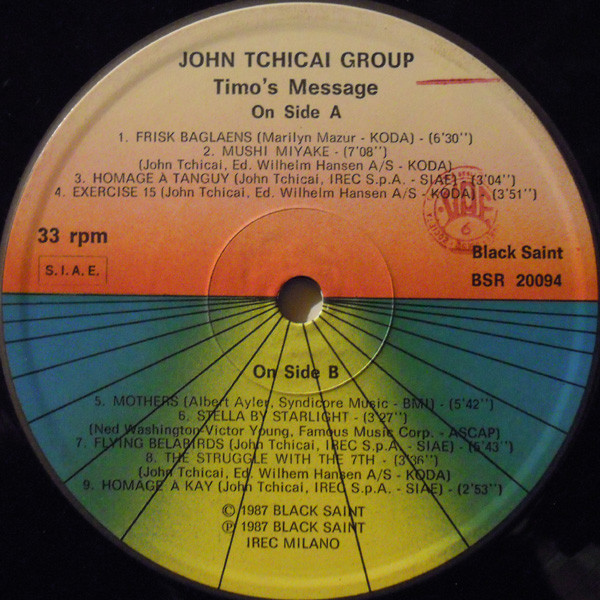 JOHN TCHICAI GROUP
Timo's Message
On Side A
1. FRISK BAGLAENS (Marilyn Mazur - KODA) - (6'30'')
2. MUSHI MIYAKE - (7'08'')
(John Tchicai, Ed. Wilhelm Hansen A/S - KODA)
3. HOMAGE À TANGUY (John Tchicai, IREC S.p.A. - SIAE) - (3'04'')
4. EXERCISE 15 (John Tchicai, Ed. Wilhelm Hansen A/S - KODA) - (3'51'')
33 rpm
S.I.A.E.
6
Black Saint
BSR 20094
On Side B
5. MOTHERS (Albert Ayler, Syndicore Music - BMI) - (5'42'')
6. STELLA BY STARLIGHT - (3'27'')
(Ned Washington-Victor Young, Famous Music Corp. - ASCAP)
7. FLYING BELABIRDS (John Tchicai, IREC S.p.A. - SIAE) - (5'43'')
8. THE STRUGGLE WITH THE 7TH - (3'36'')
(John Tchicai, Ed. Wilhem Hansen A/S - KODA)
9. HOMAGE À KAY (John Tchicai, IREC S.p.A. - SIAE) - (2'53'')
© 1987 BLACK SAINT
℗ 1987 BLACK SAINT
IREC MILANO